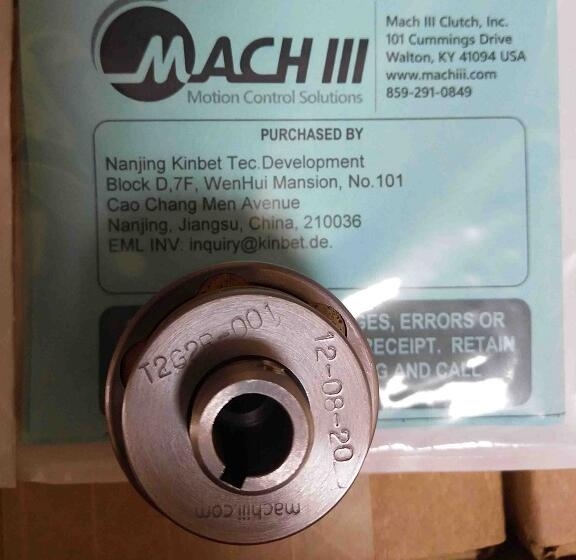 MACH III
Motion Control Solutions
Mach III Clutch, Inc.
101 Cummings Drive
Walton, KY 41094 USA
www.machiii.com
859-291-0849
PURCHASED BY
Nanjing Kinbet Tec.Development
Block D,7F, WenHui Mansion, No.101
Cao Chang Men Avenue
Nanjing, Jiangsu, China, 210036
EML INV: inquiry@kinbet.de.
ERRORS OR
RECEIPT. RETAIN
AND CALL
12-08-20
machiii.com